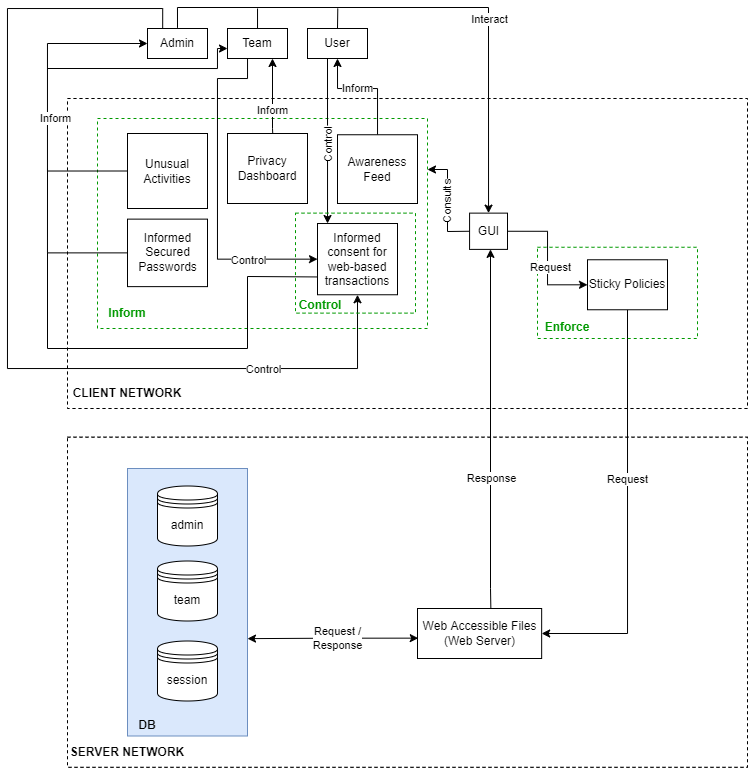 Interact
Admin
Team
User
Inform
Inform
Inform
Control
Unusual
Activities
Privacy
Dashboard
Awareness
Feed
Consults
Informed
Secured
Passwords
Informed
consent for
web-based
transactions
GUI
Control
Request
Sticky Policies
Control
Inform
Enforce
Control
CLIENT NETWORK
Response
Request
admin
team
session
DB
Request /
Response
Web Accessible Files
(Web Server)
SERVER NETWORK